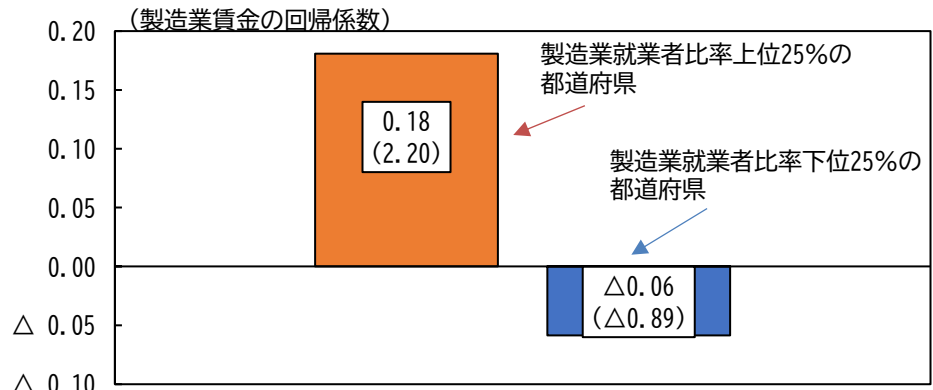 （製造業賃金の回帰係数）
0.20
0.15
0.10
0.05
0.00
△ 0.05
△ 0.10
製造業就業者比率上位25％の
都道府県
0.18
(2.20)
製造業就業者比率下位25％の
都道府県
△0.06
(△0.89)